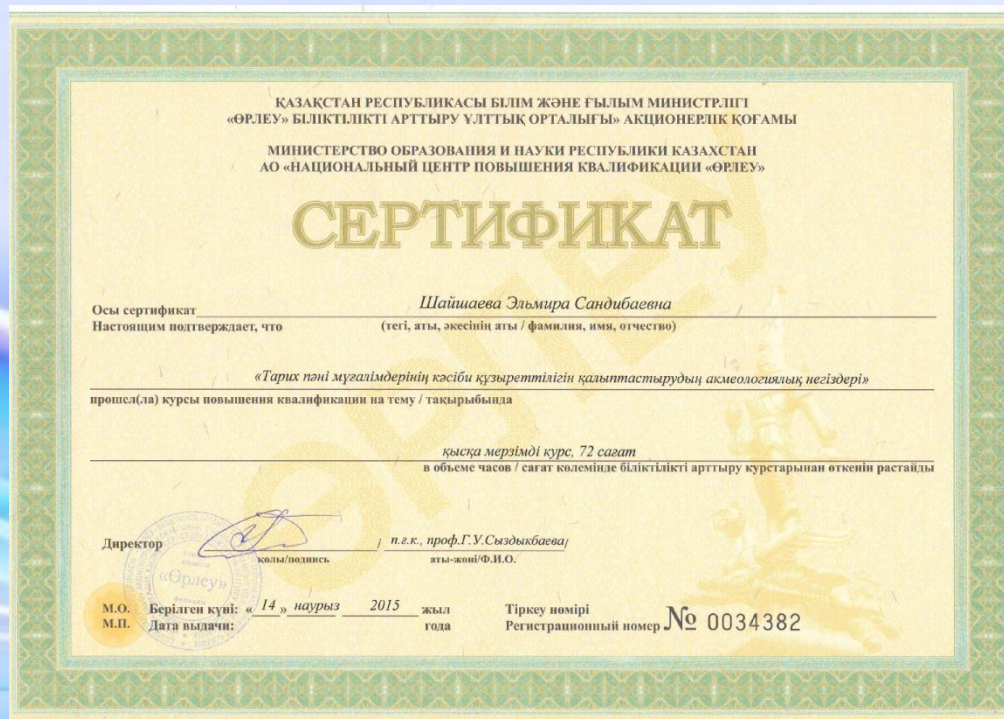 ҚАЗАҚСТАН РЕСПУБЛИКАСЫ БІЛІМ ЖӘНЕ ҒЫЛЫМ МИНИСТРЛІГІ
«ӨРЛЕУ» БІЛІКТІЛІКТІ АРТТЫРУ ҰЛТТЫҚ ОРТАЛЫҒЫ» АКЦИОНЕРЛІК ҚОҒАМЫ
МИНИСТЕРСТВО ОБРАЗОВАНИЯ И НАУКИ РЕСПУБЛИКИ КАЗАХСТАН
АО «НАЦИОНАЛЬНЫЙ ЦЕНТР ПОВЫШЕНИЯ КВАЛИФИКАЦИИ «ӨРЛЕУ»
СЕРТИФИКАТ
ӨРЛЕУ
Осы сертификат Шайшаева Эльмира Сандибаевна
Настоящим подтверждает, что (тегі, аты, әкесінің аты / фамилия, имя, отчество)
«Тарих пәні мұғалімдерінің кәсіби құзыреттілігін қалыптастырудың акмеологиялық негіздері»
прошел(ла) курсы повышения квалификации на тему / тақырыбында
қысқа мерзімді курс, 72 сағат
в объеме часов / сағат көлемінде біліктілікті арттыру курстарынан өткенін растайды
Директор / п.ғ.к., проф.Г.У.Сыздыкбаева/
қолы/подпись аты-жөні/Ф.И.О.
«Өрлеу»
М.О. Берілген күні: « 14 » наурыз 2015 жыл Тіркеу нөмірі
М.П. Дата выдачи: года Регистрационный номер № 0034382